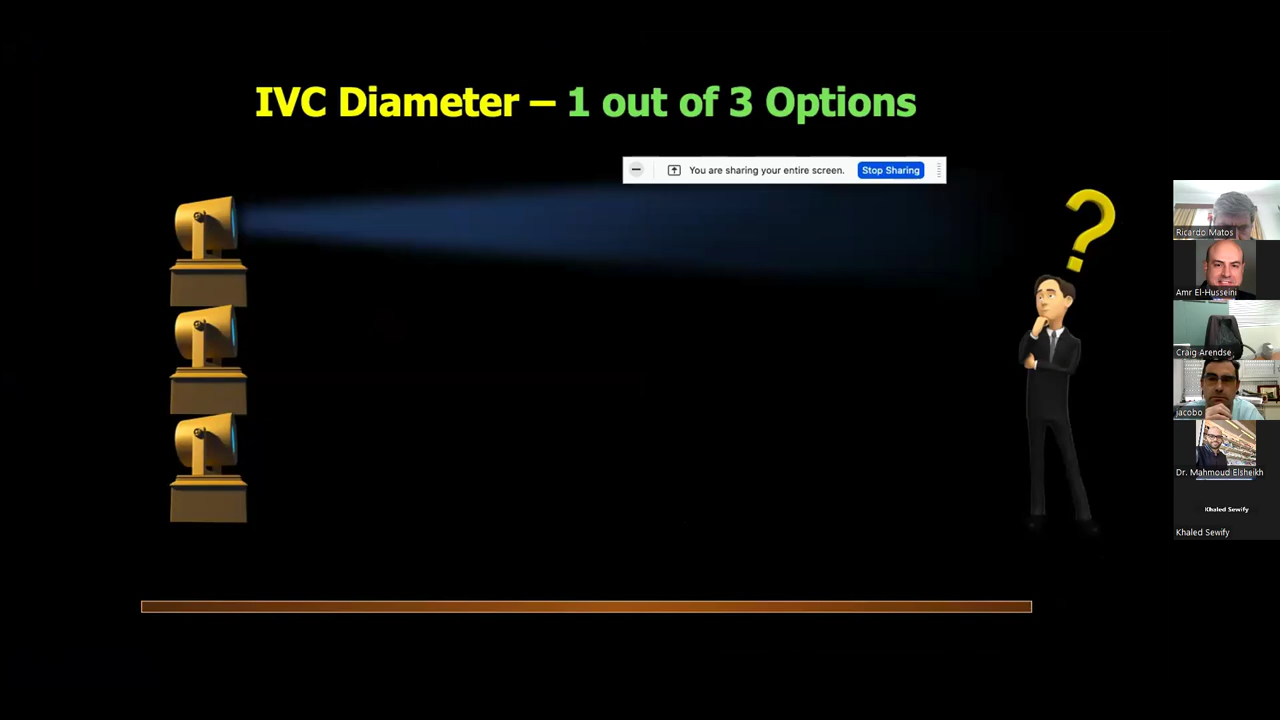 IVC Diameter – 1 out of 3 Options
You are sharing your entire screen. Stop Sharing
?
Ricardo Matos
Amr El-Husseini
Craig Arendse
jacobo
Dr. Mahmoud Elsheikh
Khaled Sewify
Khaled Sewify